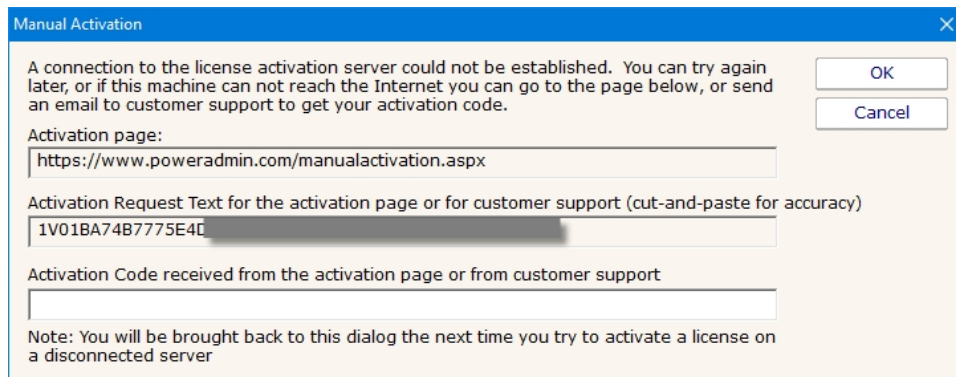 Manual Activation
A connection to the license activation server could not be established.  You can try again
later, or if this machine can not reach the Internet you can go to the page below, or send
an email to customer support to get your activation code.
OK
Cancel
Activation page:
https://www.poweradmin.com/manualactivation.aspx
Activation Request Text for the activation page or for customer support (cut-and-paste for accuracy)
1V01BA74B7775E4D
Activation Code received from the activation page or from customer support
Note: You will be brought back to this dialog the next time you try to activate a license on
a disconnected server